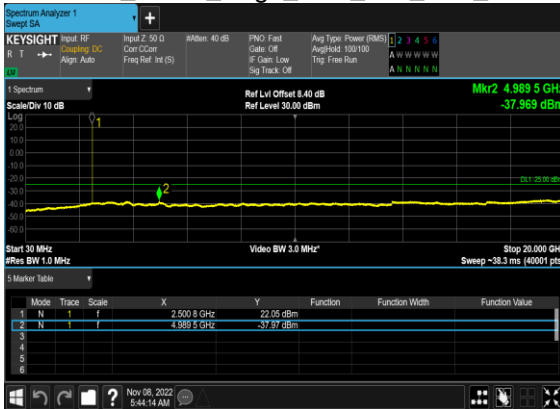 Spectrum Analyzer 1
Swept SA
+
KEYSIGHT Input: RF Input Z: 50 Ω #Atten: 40 dB PNO: Fast Avg Type: Power (RMS) 1 2 3 4 5 6
R T Coupling: DC Corr CCorr Gate: Off Avg|Hold: 100/100 A W W W W W
Align: Auto Freq Ref: Int (S) IF Gain: Low Trig: Free Run
Sig Track: Off A N N N N N
1 Spectrum Ref Lvl Offset 8.40 dB Mkr2 4.989 5 GHz
Scale/Div 10 dB Ref Level 30.00 dBm -37.969 dBm
Log
20.0
10.0
0.00
-10.0
-20.0
-30.0
-40.0
-50.0
-60.0
1
2
DL1 -25.00 dBm
Start 30 MHz Video BW 3.0 MHz* Stop 20.000 GHz
#Res BW 1.0 MHz Sweep ~38.3 ms (40001 pts)
5 Marker Table
Mode Trace Scale X Y Function Function Width Function Value
1 N 1 f 2.500 8 GHz 22.05 dBm
2 N 1 f 4.989 5 GHz -37.97 dBm
3
4
5
6
? Nov 08, 2022
5:44:14 AM